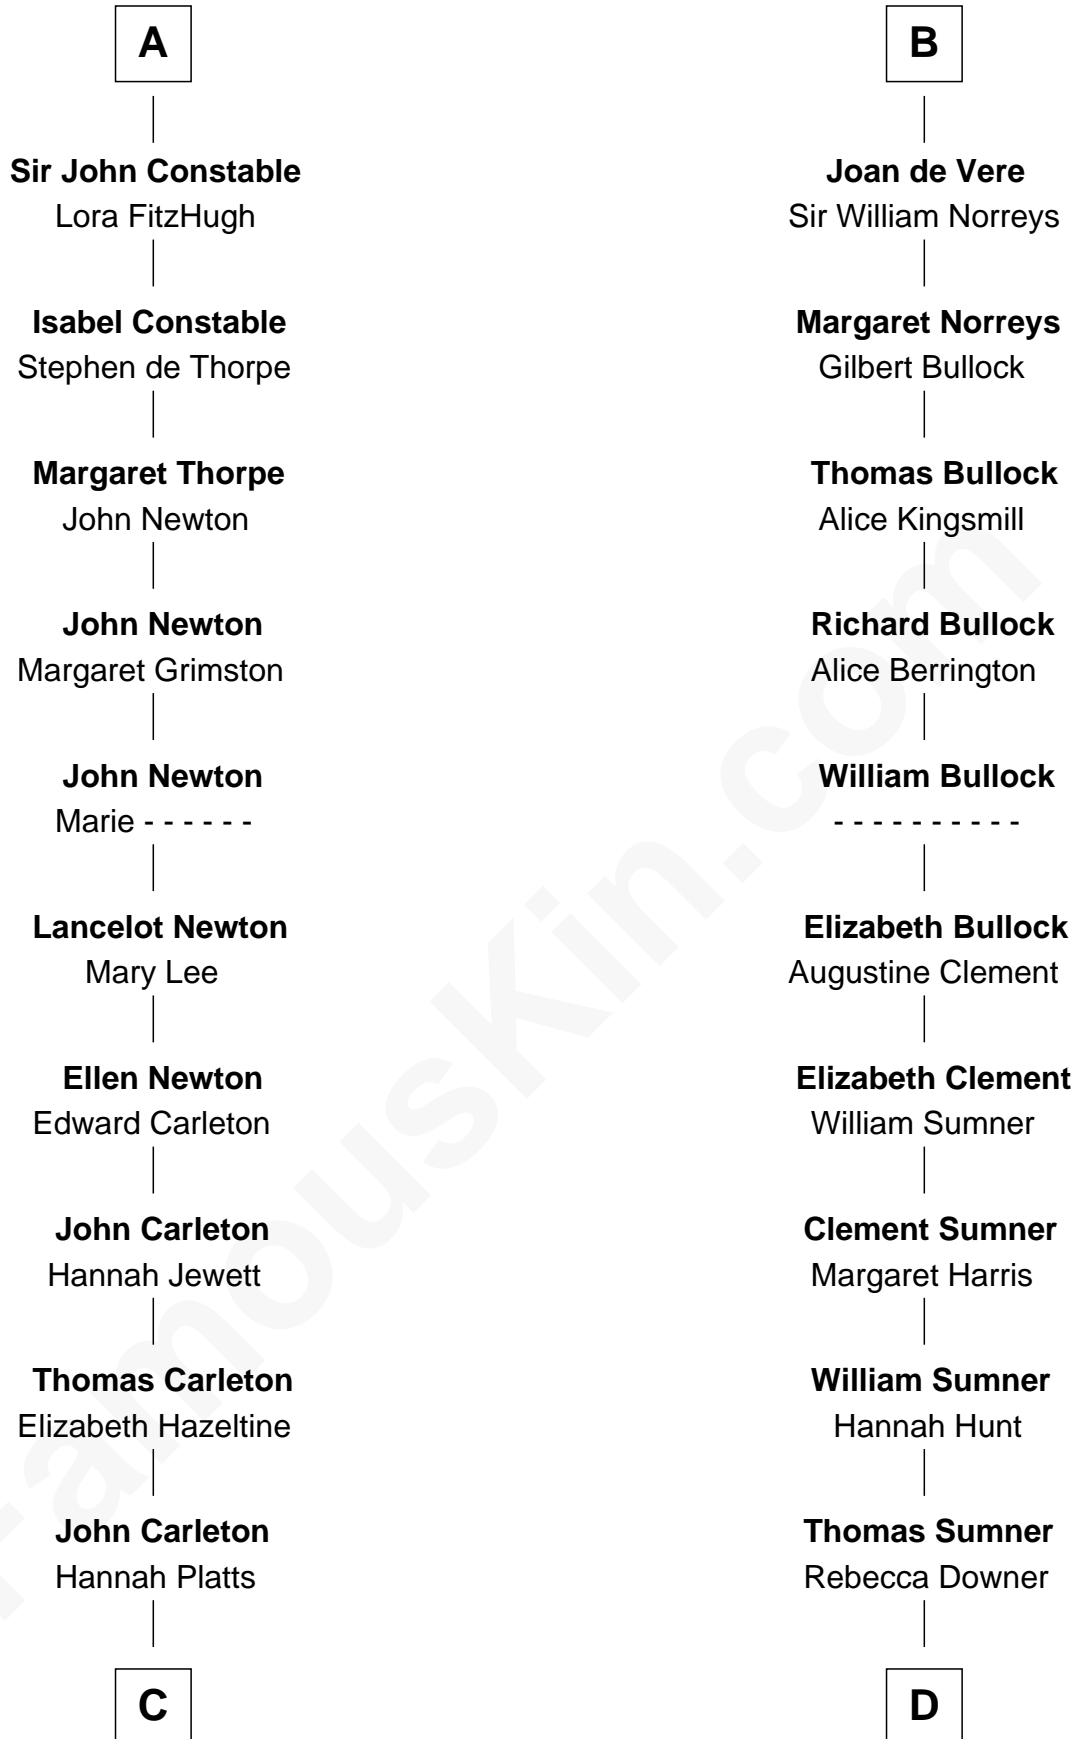 A
Sir John Constable
Lora FitzHugh
Isabel Constable
Stephen de Thorpe
Margaret Thorpe
John Newton
John Newton
Margaret Grimston
John Newton
Marie - - - - - -
Lancelot Newton
Mary Lee
Ellen Newton
Edward Carleton
John Carleton
Hannah Jewett
Thomas Carleton
Elizabeth Hazeltine
John Carleton
Hannah Platts
C
B
Joan de Vere
Sir William Norreys
Margaret Norreys
Gilbert Bullock
Thomas Bullock
Alice Kingsmill
Richard Bullock
Alice Berrington
William Bullock
- - - - - - - - - -
Elizabeth Bullock
Augustine Clement
Elizabeth Clement
William Sumner
Clement Sumner
Margaret Harris
William Sumner
Hannah Hunt
Thomas Sumner
Rebecca Downer
D
FamousKin.com